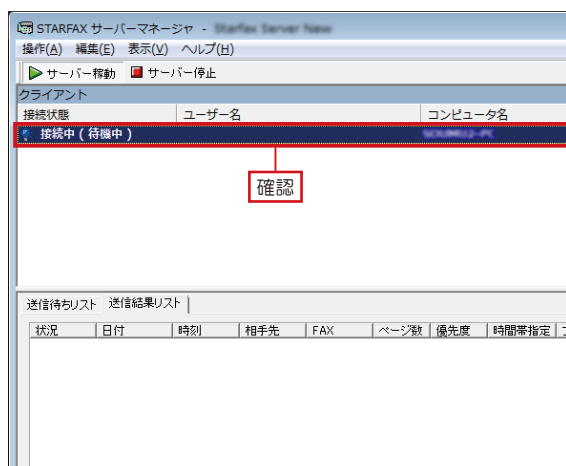 STARFAX サーバーマネージャ -
操作(A) 編集(E) 表示(V) ヘルプ(H)
サーバー稼動 サーバー停止
クライアント
接続状態 ユーザー名 コンピュータ名
接続中 ( 待機中 )
確認
送信待ちリスト 送信結果リスト
状況 日付 時刻 相手先 FAX ページ数 優先度 時間帯指定